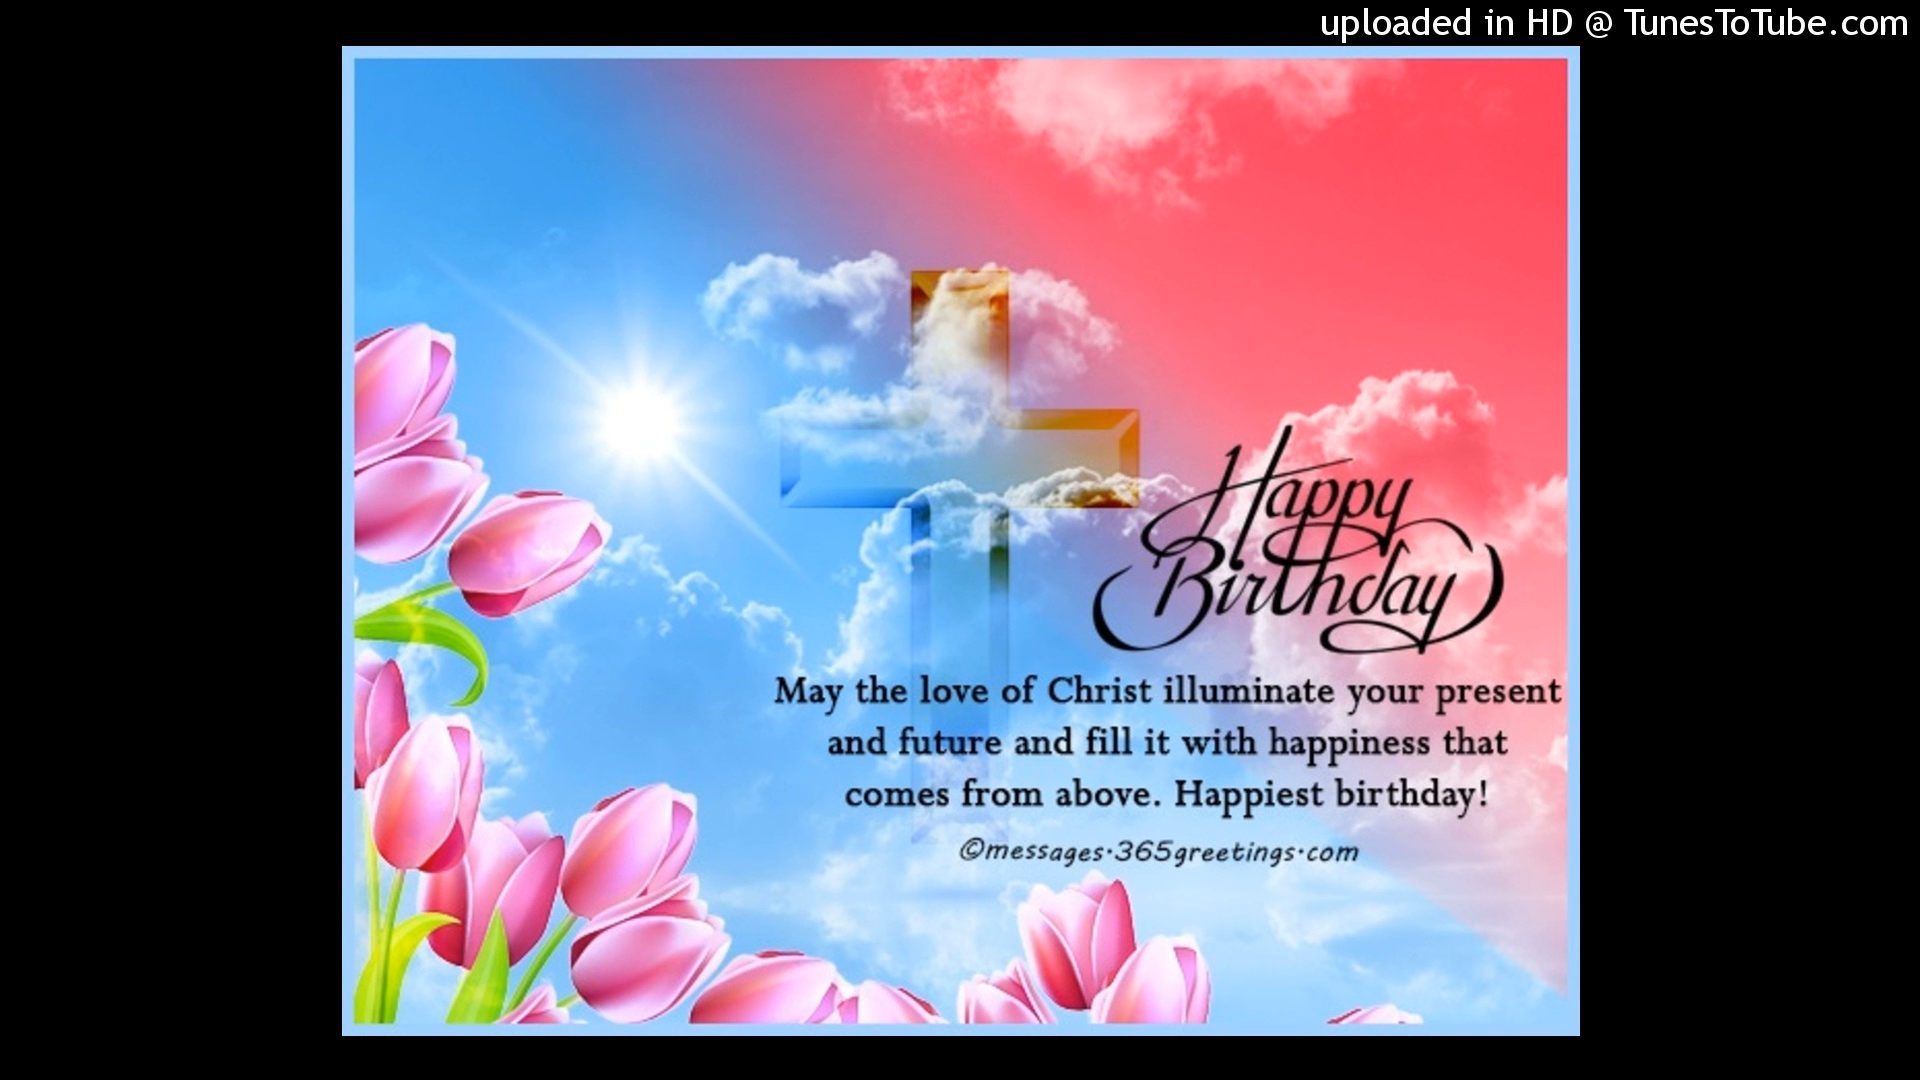 uploaded in HD @ TunesToTube.com
Happy
Birthday
May the love of Christ illuminate your present
and future and fill it with happiness that
comes from above. Happiest birthday!
©messages.365greetings.com